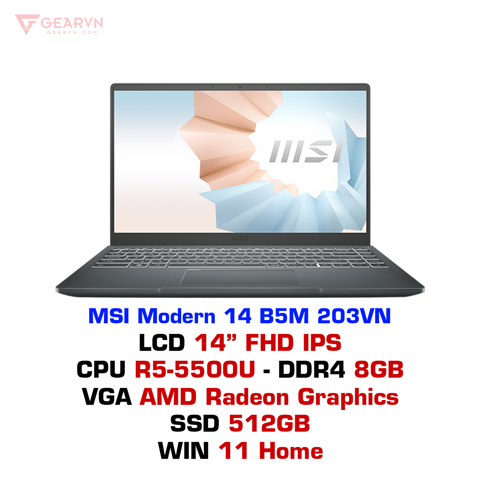 GEARVN
GEARVN.COM
msi
msi
MSI Modern 14 B5M 203VN
LCD 14” FHD IPS
CPU R5-5500U - DDR4 8GB
VGA AMD Radeon Graphics
SSD 512GB
WIN 11 Home